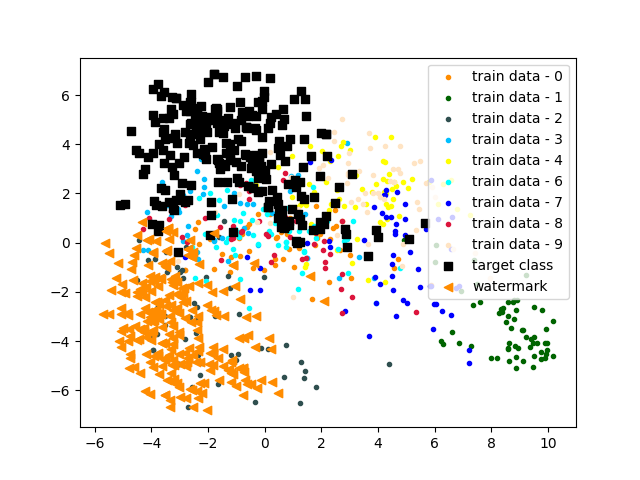 train data - 0
train data - 1
train data - 2
train data - 3
train data - 4
train data - 6
train data - 7
train data - 8
train data - 9
target class
watermark
6
4
2
0
−2
−4
−6
−6 −4 −2 0 2 4 6 8 10